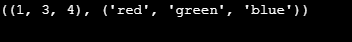 ((1, 3, 4), ('red', 'green', 'blue'))